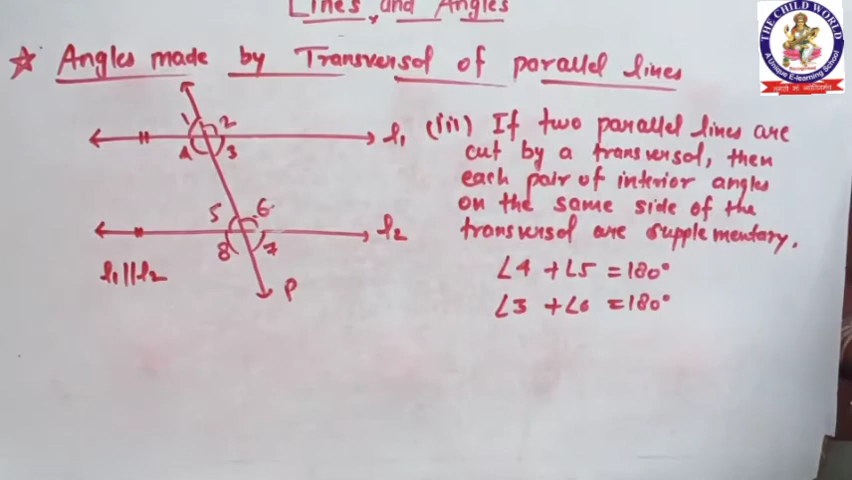 Lines, and Angles
☆ Angles made by Transversal of parallel lines
1 2
4 3
l1
5 6
8 7
l2
l1||l2
P
(iii) If two parallel lines are
cut by a transversal, then
each pair of interior angles
on the same side of the
transversal are supplementary.
∠4 + ∠5 = 180°
∠3 + ∠6 = 180°
THE CHILD WORLD
A Unique E-learning School
तमसो मा ज्योतिर्गमय